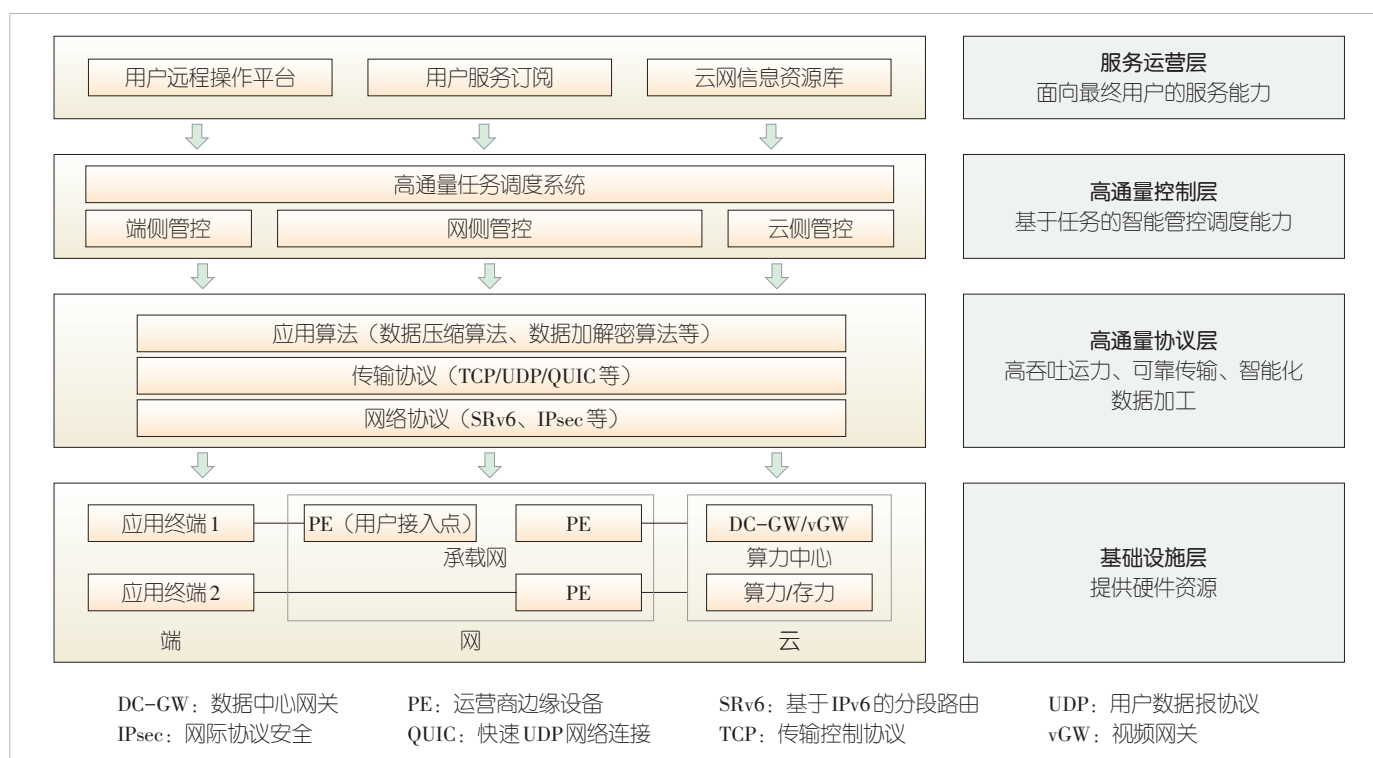 用户远程操作平台
用户服务订阅
云网信息资源库
服务运营层
面向最终用户的服务能力
高通量任务调度系统
端侧管控
网侧管控
云侧管控
高通量控制层
基于任务的智能管控调度能力
应用算法（数据压缩算法、数据加解密算法等）
传输协议（TCP/UDP/QUIC等）
网络协议（SRv6、IPsec等）
高通量协议层
高吞吐运力、可靠传输、智能化
数据加工
应用终端1
PE（用户接入点）
PE
DC-GW/vGW
承载网
算力中心
应用终端2
PE
算力/存力
端
网
云
基础设施层
提供硬件资源
DC-GW：数据中心网关
PE：运营商边缘设备
SRv6：基于IPv6的分段路由
UDP：用户数据报协议
IPsec：网际协议安全
QUIC：快速UDP网络连接
TCP：传输控制协议
vGW：视频网关